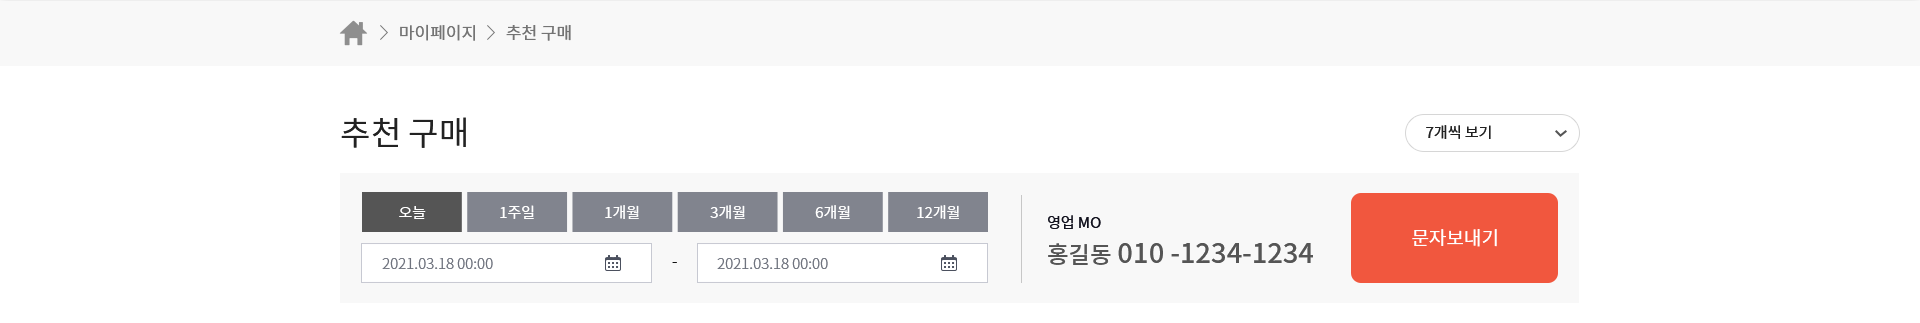 마이페이지 추천 구매
추천 구매
7개씩 보기
오늘 1주일 1개월 3개월 6개월 12개월
2021.03.18 00:00 - 2021.03.18 00:00
영업 MO
홍길동 010 -1234-1234
문자보내기